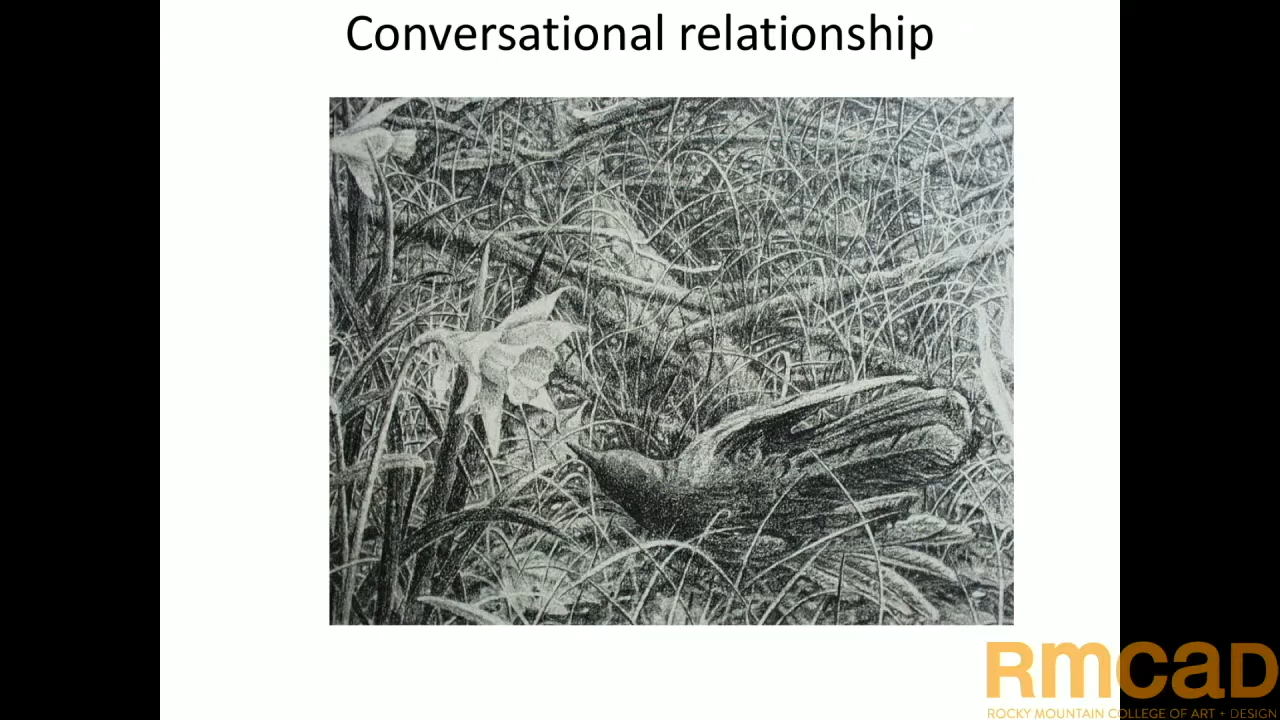 Conversational relationship
RMCAD
ROCKY MOUNTAIN COLLEGE OF ART + DESIGN